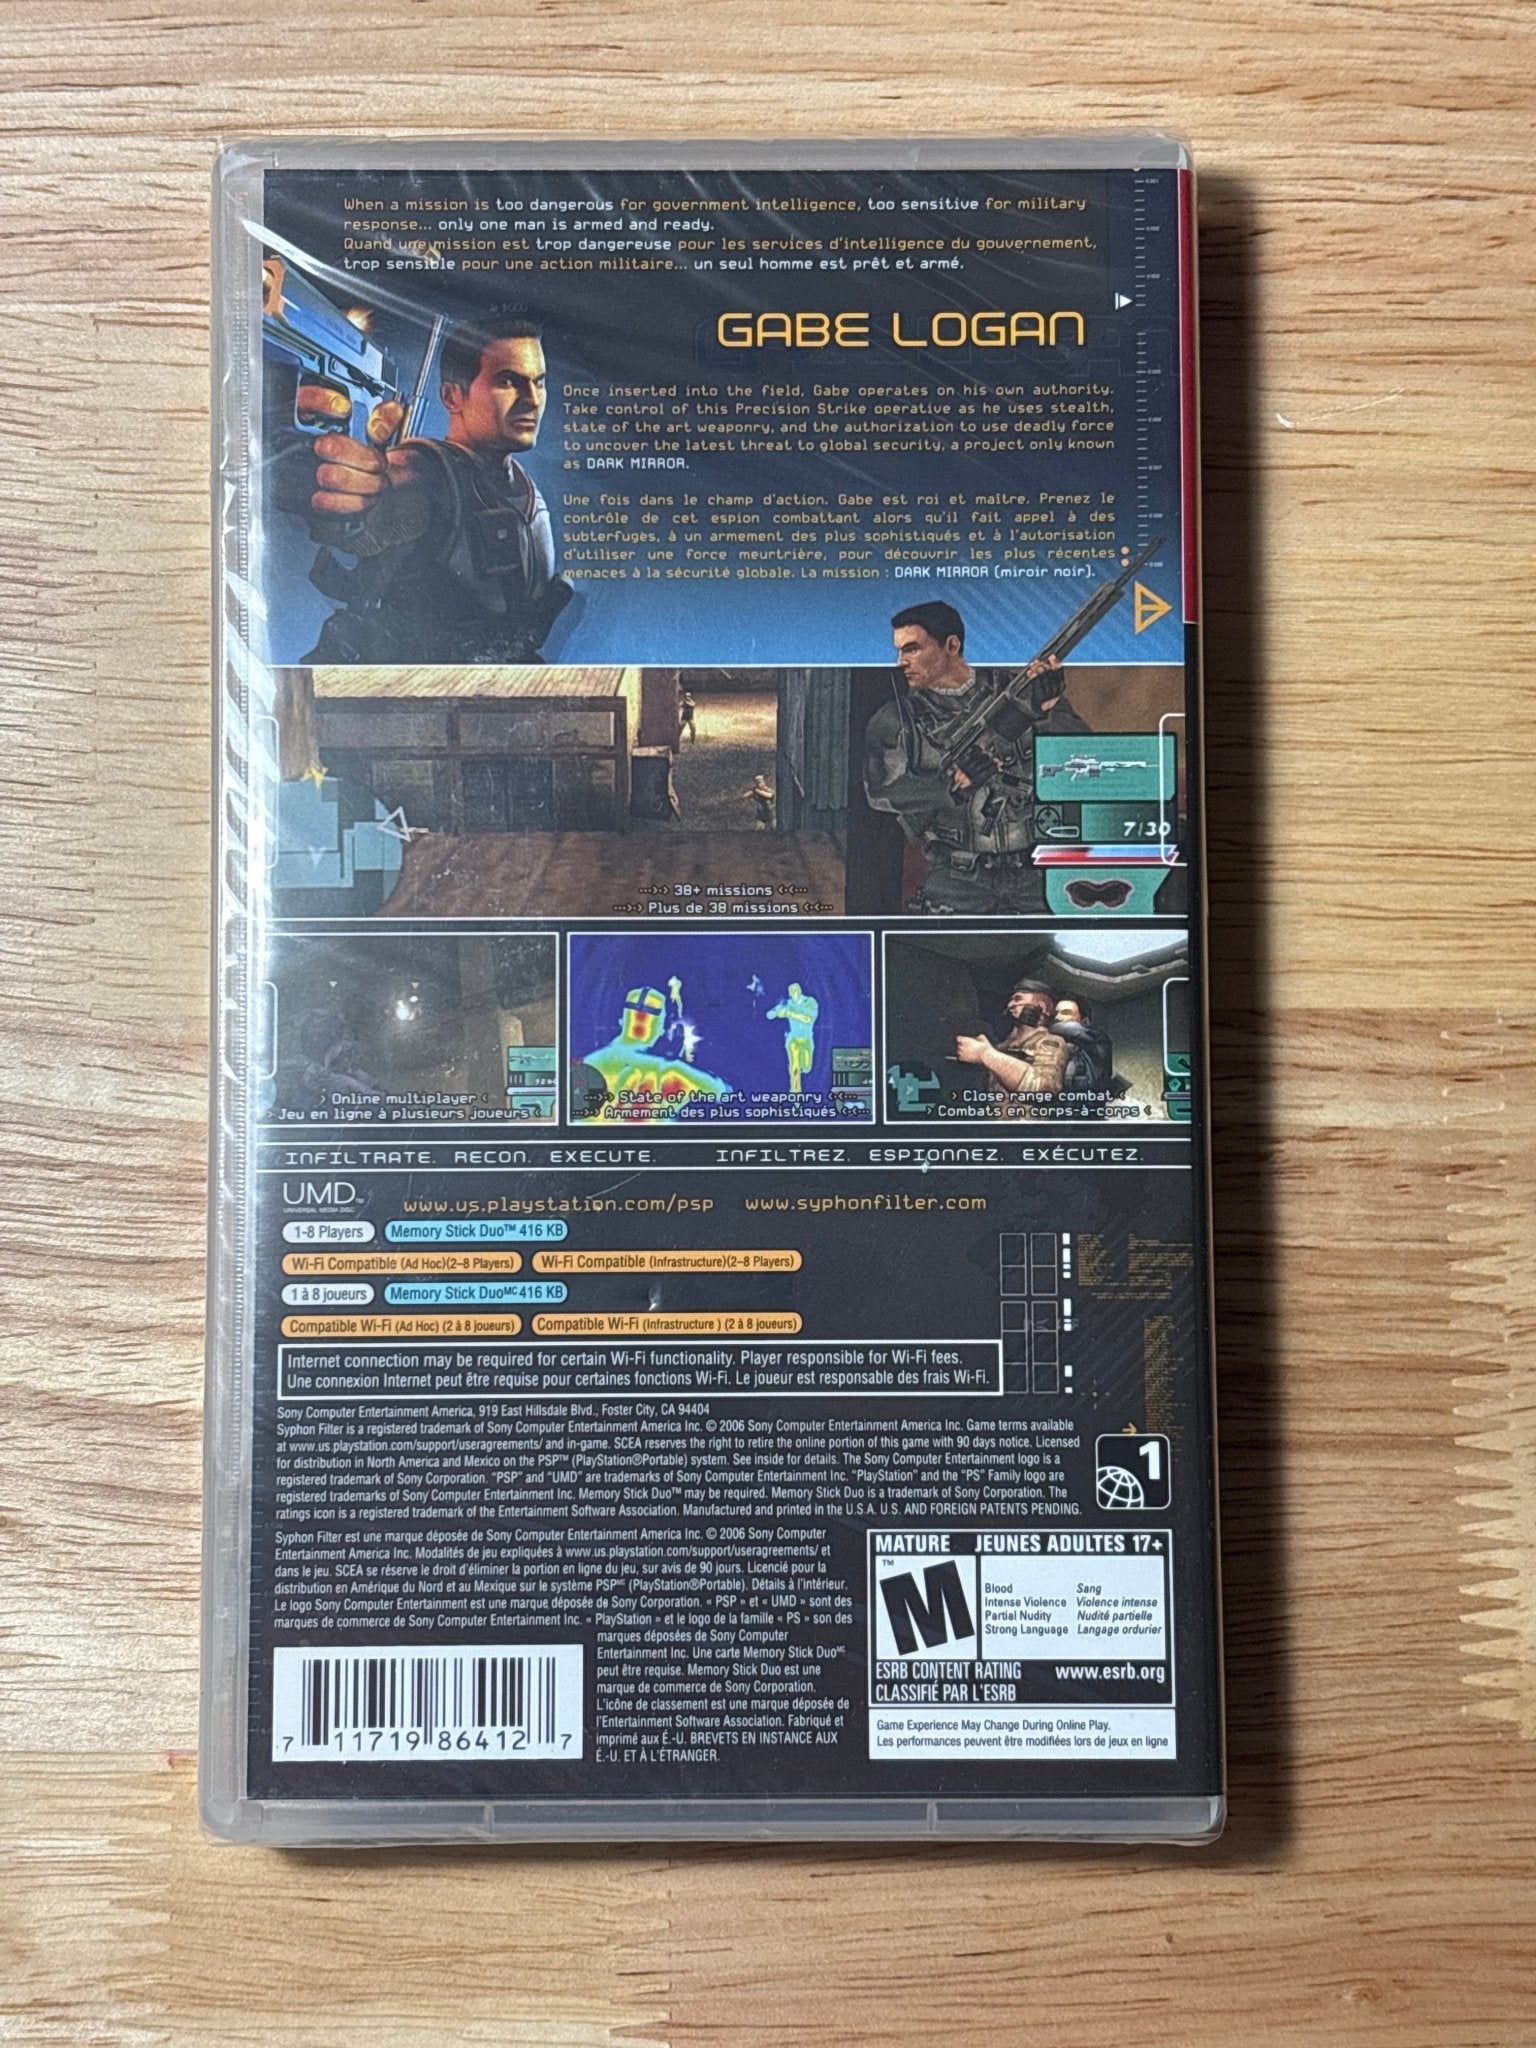 When a mission is too dangerous for government intelligence, too sensitive for military
response... only one man is armed and ready.
Quand une mission est trop dangereuse pour les services d'intelligence du gouvernement,
trop sensible pour une action militaire... un seul homme est prêt et armé.
GABE LOGAN
Once inserted into the field, Gabe operates on his own authority.
Take control of this Precision Strike operative as he uses stealth,
state of the art weaponry, and the authorization to use deadly force
to uncover the latest threat to global security, a project only known
as DARK MIRROR.
Une fois dans le champ d'action, Gabe est roi et maître. Prenez le
contrôle de cet espion combattant alors qu'il fait appel à des
subterfuges, à un armement des plus sophistiqués et à l'autorisation
d'utiliser une force meurtrière, pour découvrir les plus récentes
menaces à la sécurité globale. La mission : DARK MIRROR (miroir noir).
7/30
38+ missions
Plus de 38 missions
› Online multiplayer ‹
› Jeu en ligne à plusieurs joueurs ‹
State of the art weaponry
Armement des plus sophistiqués
› Close range combat ‹
› Combats en corps-à-corps ‹
INFILTRATE. RECON. EXECUTE. INFILTREZ. ESPIONNEZ. EXÉCUTEZ.
UMD™
UNIVERSAL MEDIA DISC
www.us.playstation.com/psp www.syphonfilter.com
1-8 Players Memory Stick Duo™ 416 KB
Wi-Fi Compatible (Ad Hoc)(2–8 Players) Wi-Fi Compatible (Infrastructure)(2–8 Players)
1 à 8 joueurs Memory Stick Duoᴹᶜ 416 KB
Compatible Wi-Fi (Ad Hoc) (2 à 8 joueurs) Compatible Wi-Fi (Infrastructure ) (2 à 8 joueurs)
Internet connection may be required for certain Wi-Fi functionality. Player responsible for Wi-Fi fees.
Une connexion Internet peut être requise pour certaines fonctions Wi-Fi. Le joueur est responsable des frais Wi-Fi.
Sony Computer Entertainment America, 919 East Hillsdale Blvd., Foster City, CA 94404
Syphon Filter is a registered trademark of Sony Computer Entertainment America Inc. © 2006 Sony Computer Entertainment America Inc. Game terms available
at www.us.playstation.com/support/useragreements/ and in-game. SCEA reserves the right to retire the online portion of this game with 90 days notice. Licensed
for distribution in North America and Mexico on the PSP™ (PlayStation®Portable) system. See inside for details. The Sony Computer Entertainment logo is a
registered trademark of Sony Corporation. "PSP" and "UMD" are trademarks of Sony Computer Entertainment Inc. "PlayStation" and the "PS" Family logo are
registered trademarks of Sony Computer Entertainment Inc. Memory Stick Duo™ may be required. Memory Stick Duo is a trademark of Sony Corporation. The
ratings icon is a registered trademark of the Entertainment Software Association. Manufactured and printed in the U.S.A. U.S. AND FOREIGN PATENTS PENDING.
1
Syphon Filter est une marque déposée de Sony Computer Entertainment America Inc. © 2006 Sony Computer
Entertainment America Inc. Modalités de jeu expliquées à www.us.playstation.com/support/useragreements/ et
dans le jeu. SCEA se réserve le droit d'éliminer la portion en ligne du jeu, sur avis de 90 jours. Licencié pour la
distribution en Amérique du Nord et au Mexique sur le système PSPᴹᶜ (PlayStation®Portable). Détails à l'intérieur.
Le logo Sony Computer Entertainment est une marque déposée de Sony Corporation. « PSP » et « UMD » sont des
marques de commerce de Sony Computer Entertainment Inc. « PlayStation » et le logo de la famille « PS » son des
marques déposées de Sony Computer
Entertainment Inc. Une carte Memory Stick Duoᴹᶜ
peut être requise. Memory Stick Duo est une
marque de commerce de Sony Corporation.
L'icône de classement est une marque déposée de
l'Entertainment Software Association. Fabriqué et
imprimé aux É.-U. BREVETS EN INSTANCE AUX
É.-U. ET À L'ÉTRANGER.
7 11719 86412 7
MATURE JEUNES ADULTES 17+
M™
Blood Sang
Intense Violence Violence intense
Partial Nudity Nudité partielle
Strong Language Langage ordurier
ESRB CONTENT RATING www.esrb.org
CLASSIFIÉ PAR L'ESRB
Game Experience May Change During Online Play.
Les performances peuvent être modifiées lors de jeux en ligne